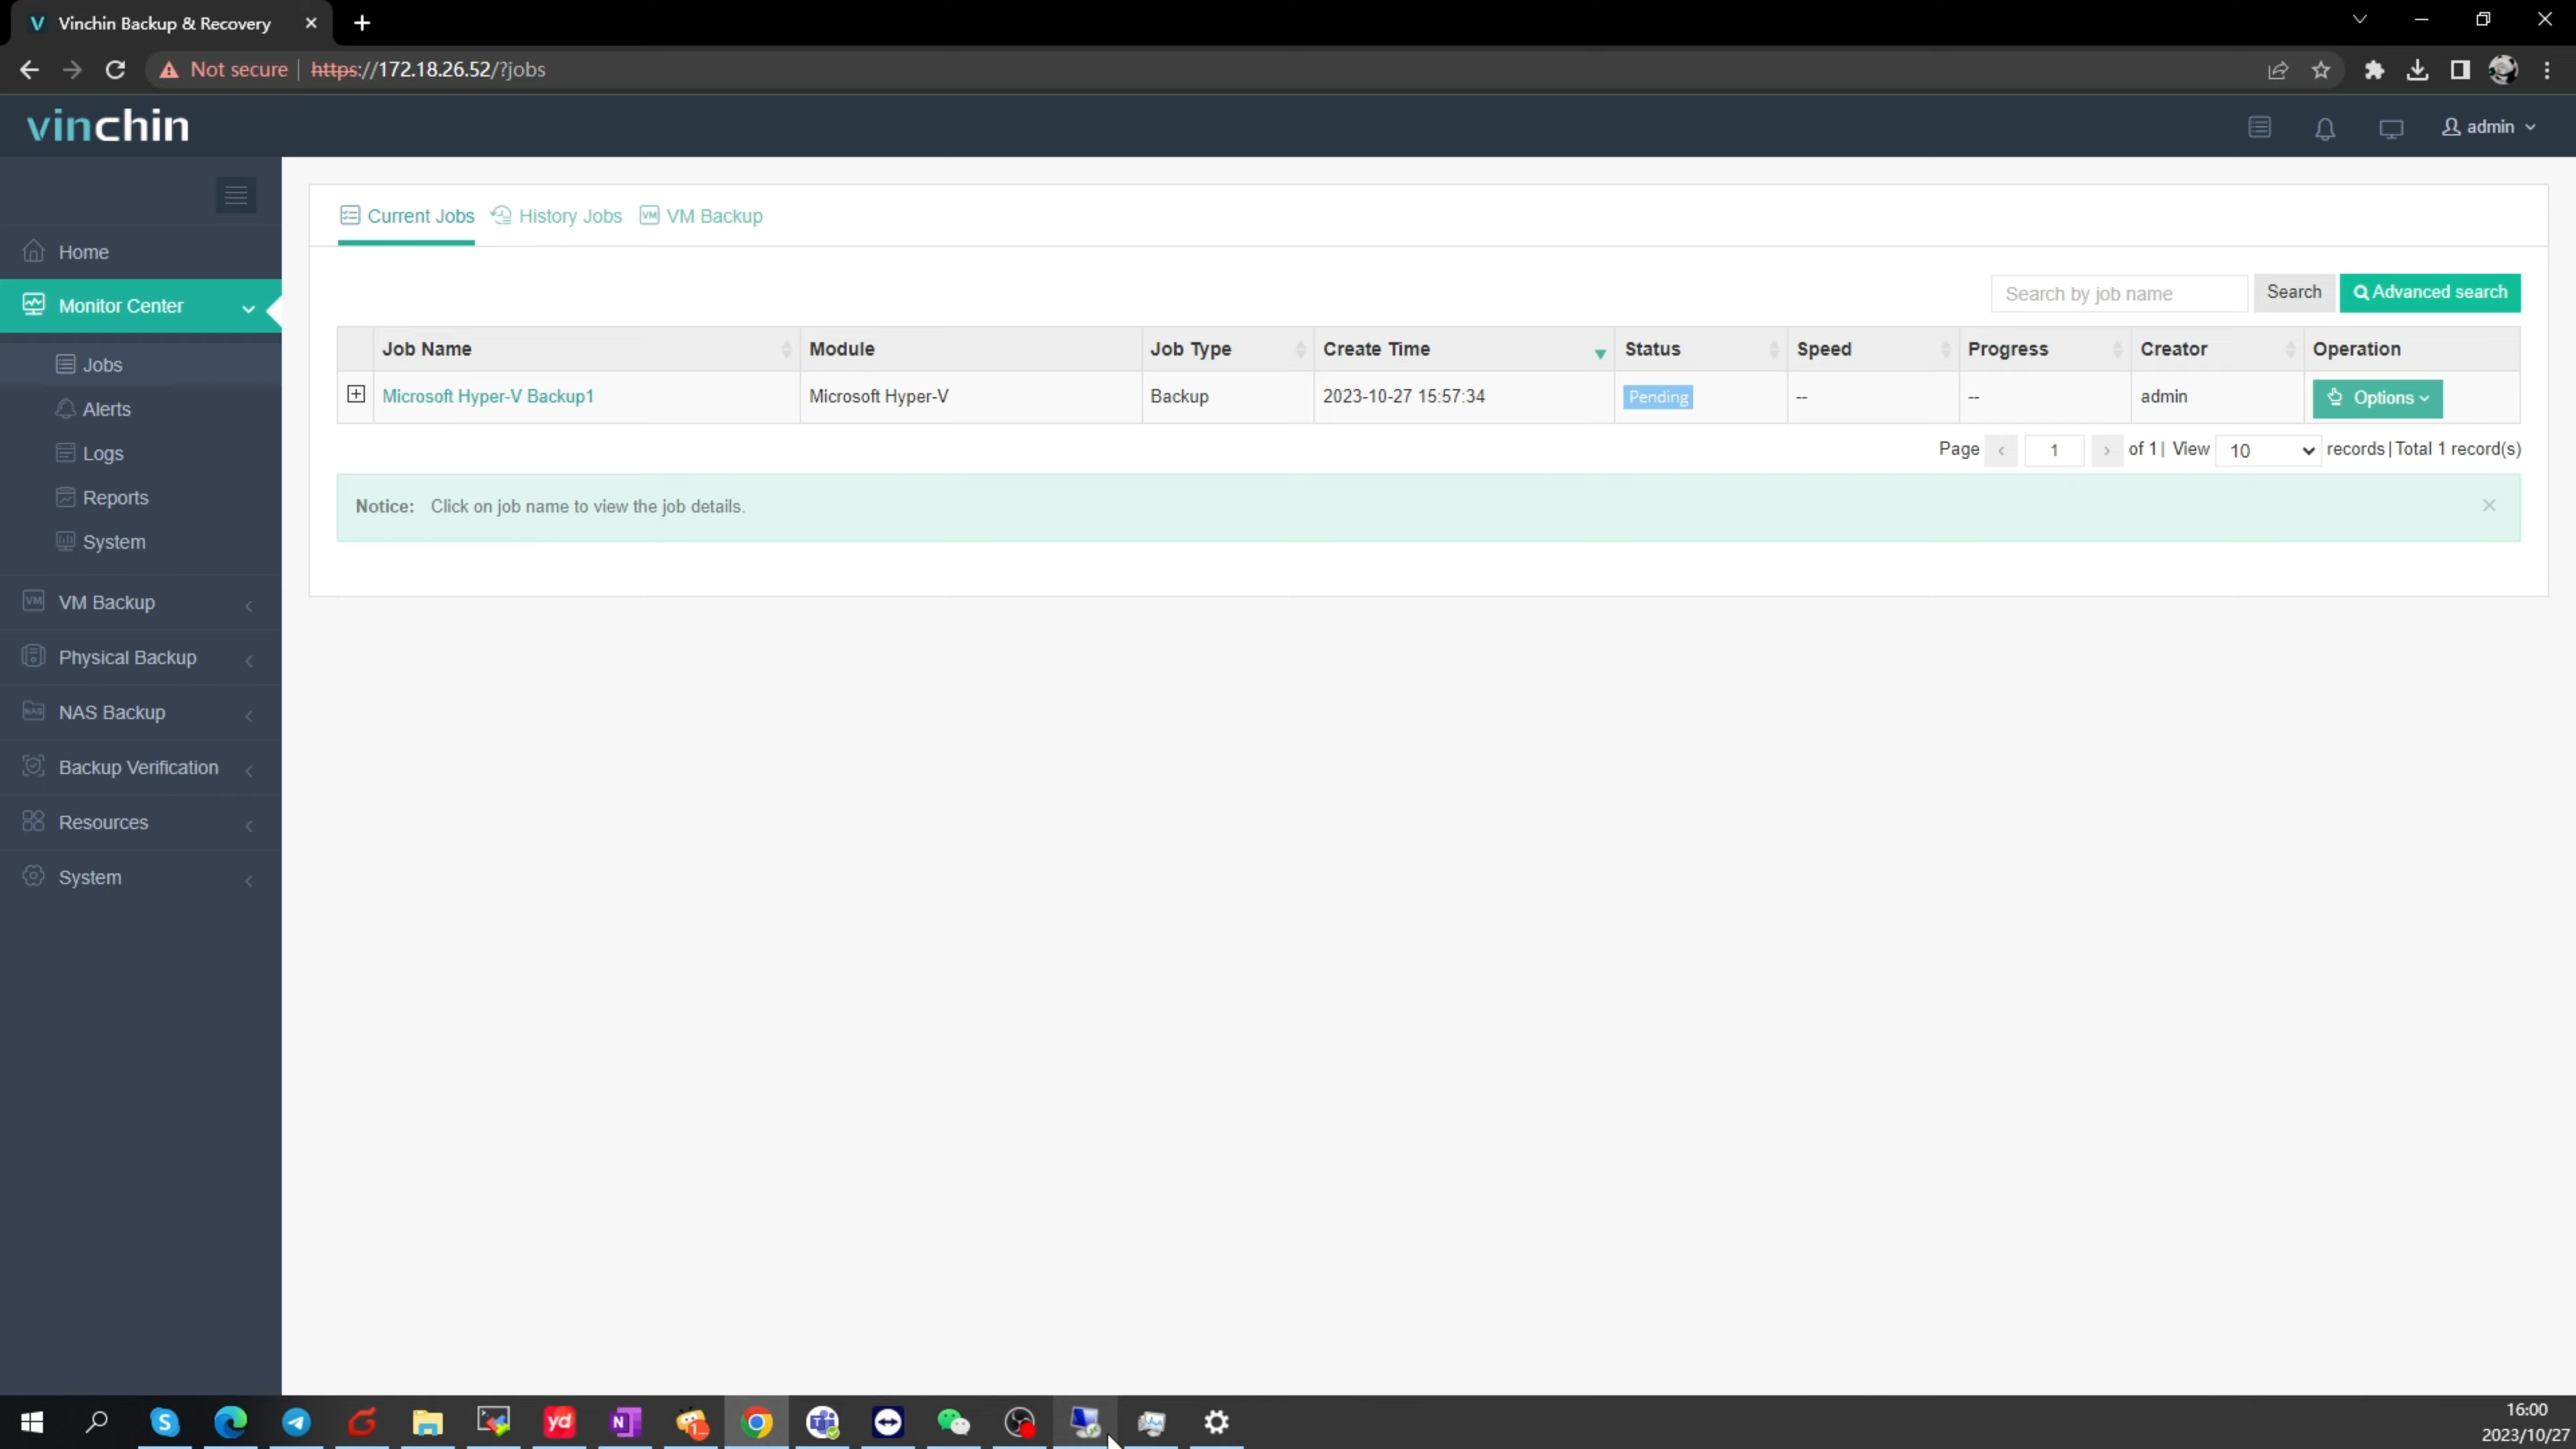 Vinchin Backup & Recovery
Not secure | https://172.18.26.52/?jobs
vinchin
admin
Home
Monitor Center
Jobs
Alerts
Logs
Reports
System
VM Backup
Physical Backup
NAS Backup
Backup Verification
Resources
System
Current Jobs History Jobs VM Backup
Search by job name Search Advanced search
Job Name Module Job Type Create Time Status Speed Progress Creator Operation
Microsoft Hyper-V Backup1 Microsoft Hyper-V Backup 2023-10-27 15:57:34 Pending -- -- admin Options
Page < 1 > of 1 | View 10 records | Total 1 record(s)
Notice: Click on job name to view the job details.
16:00
2023/10/27